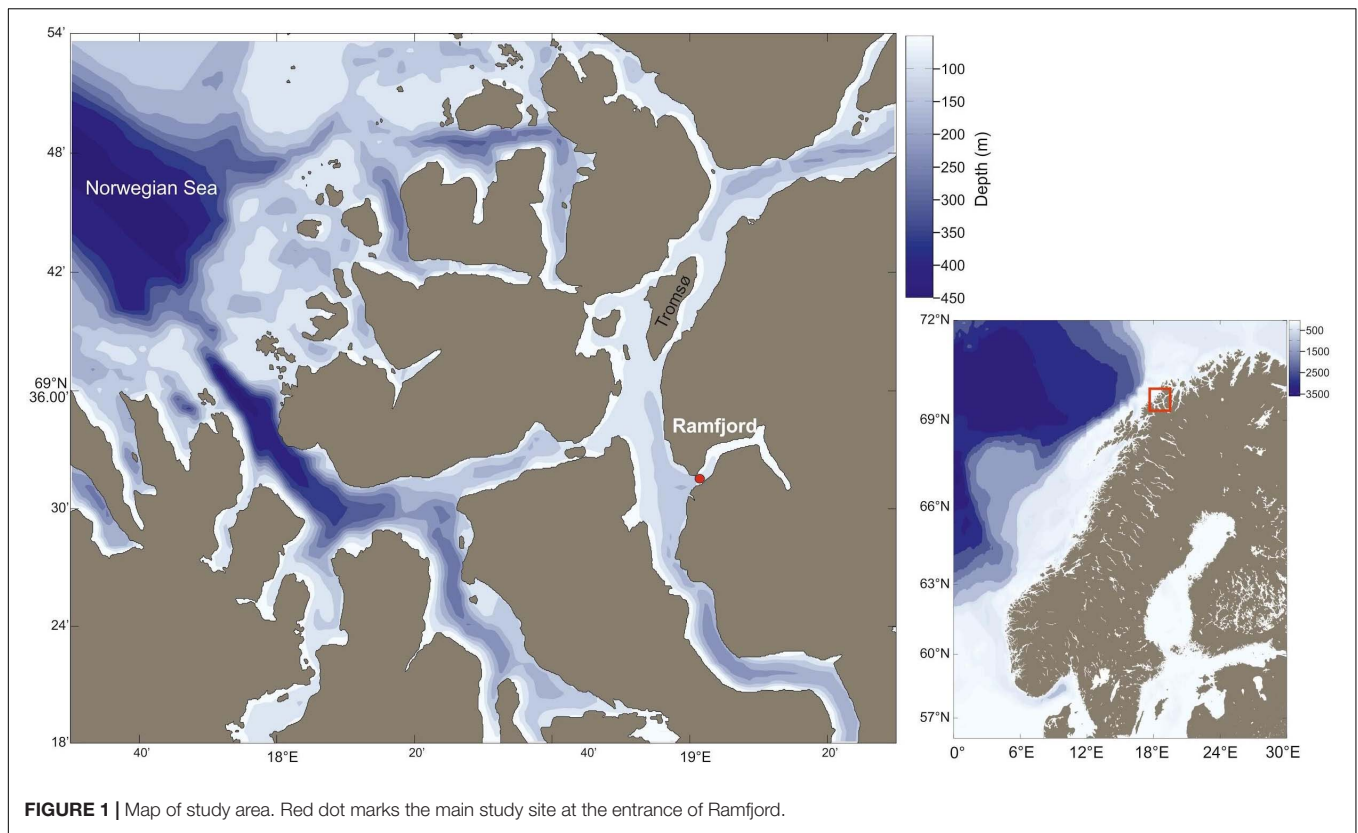 54'
48'
42'
69°N
36.00'
30'
24'
18'
Norwegian Sea
Tromsø
Ramfjord
40'
18°E
20'
40'
19°E
20'
-100
-150
-200
-250
-300
-350
-400
-450
Depth (m)
72°N
69°N
66°N
63°N
60°N
57°N
0°
6°E
12°E
18°E
24°E
30°E
500
1500
2500
3500
FIGURE 1 | Map of study area. Red dot marks the main study site at the entrance of Ramfjord.